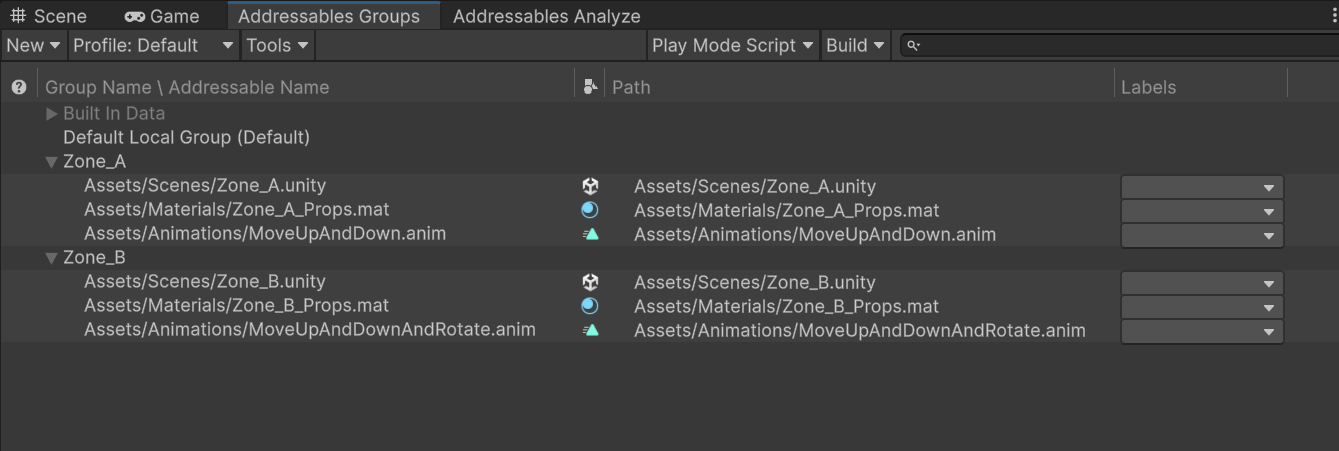 Scene Game Addressables Groups Addressables Analyze
New Profile: Default Tools Play Mode Script Build
Group Name \ Addressable Name Path Labels
Built In Data
Default Local Group (Default)
Zone_A
Assets/Scenes/Zone_A.unity Assets/Scenes/Zone_A.unity
Assets/Materials/Zone_A_Props.mat Assets/Materials/Zone_A_Props.mat
Assets/Animations/MoveUpAndDown.anim Assets/Animations/MoveUpAndDown.anim
Zone_B
Assets/Scenes/Zone_B.unity Assets/Scenes/Zone_B.unity
Assets/Materials/Zone_B_Props.mat Assets/Materials/Zone_B_Props.mat
Assets/Animations/MoveUpAndDownAndRotate.anim Assets/Animations/MoveUpAndDownAndRotate.anim